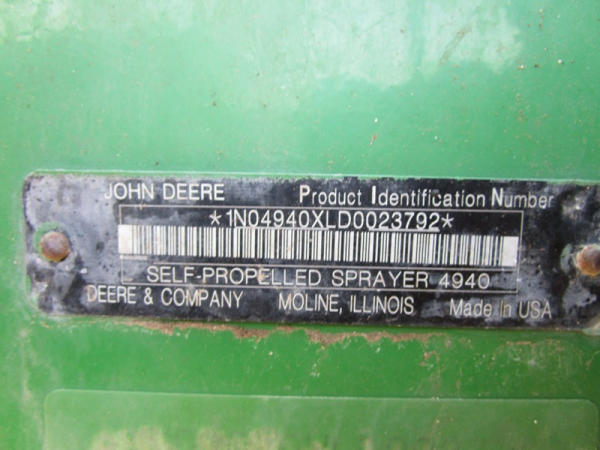 JOHN DEERE Product Identification Number
*1N04940XLD0023792*
SELF-PROPELLED SPRAYER 4940
DEERE & COMPANY MOLINE, ILLINOIS Made In USA